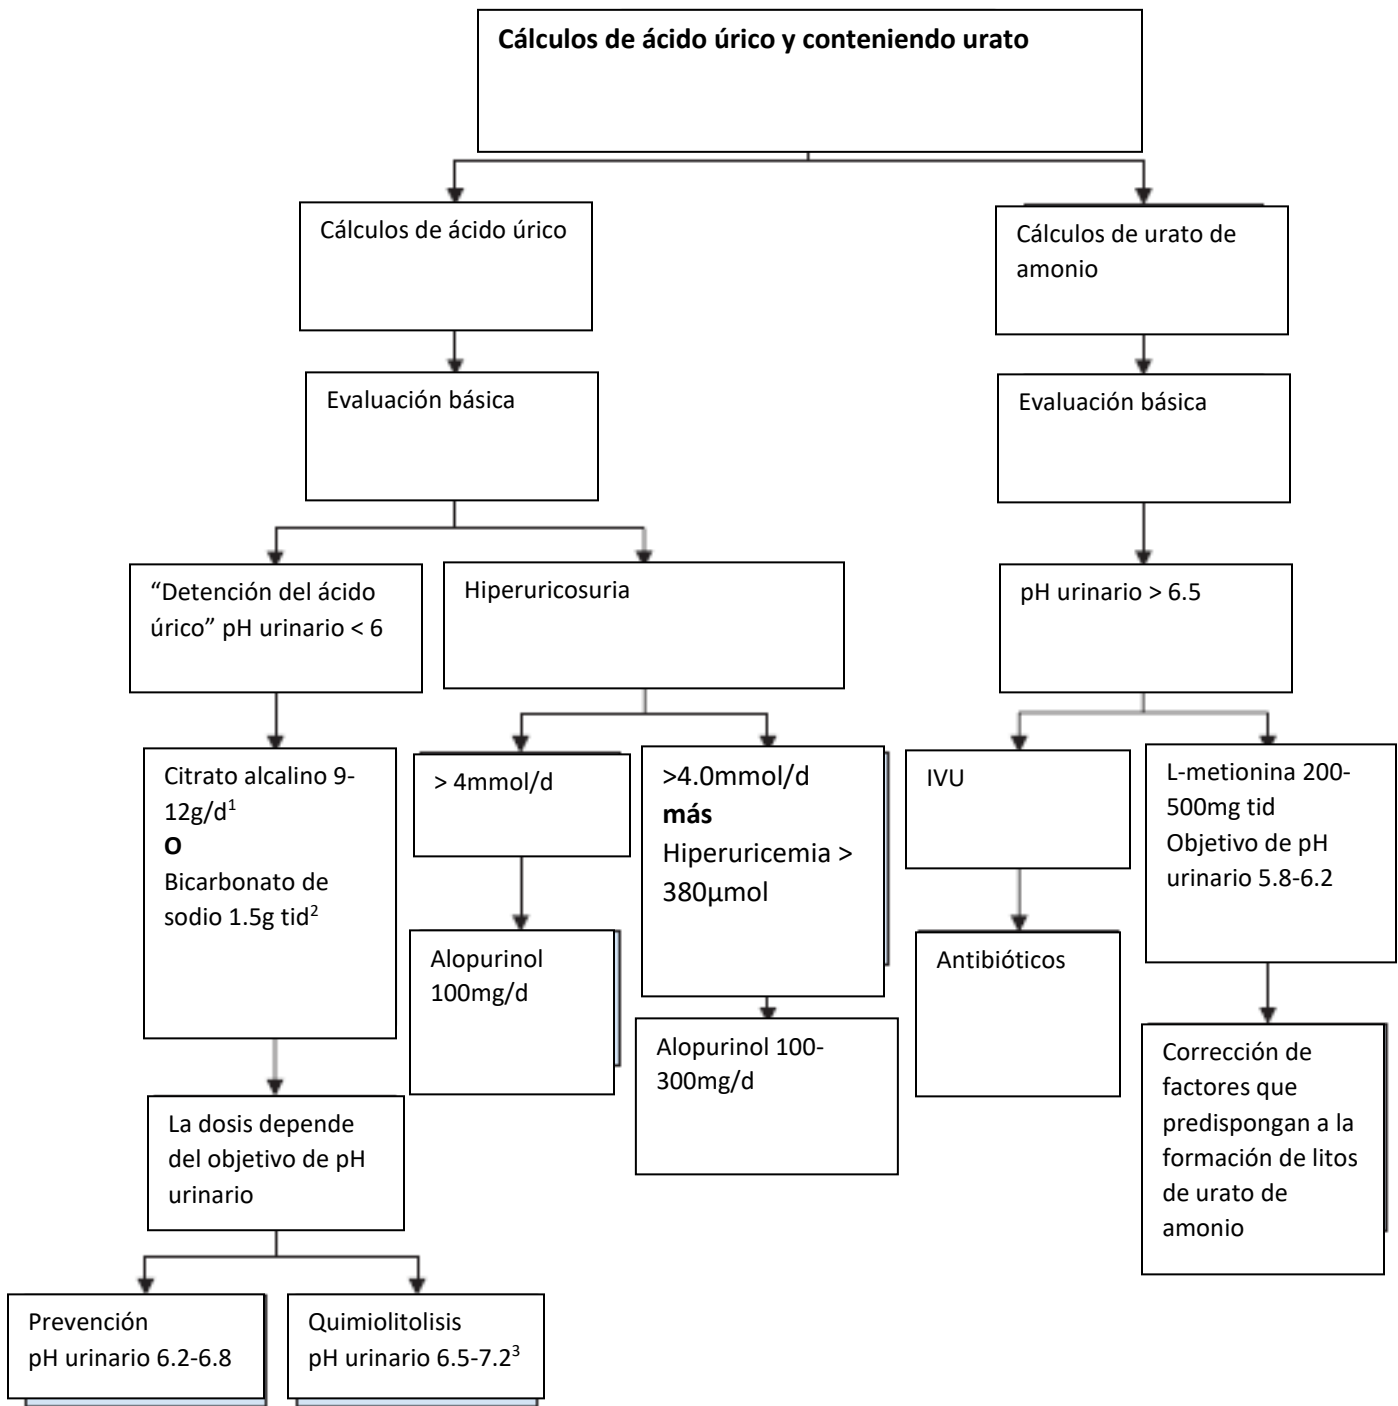 Cálculos de ácido úrico y conteniendo urato
Cálculos de ácido úrico
Cálculos de urato de
amonio
Evaluación básica
Evaluación básica
“Detención del ácido
úrico” pH urinario < 6
Hiperuricosuria
pH urinario > 6.5
Citrato alcalino 9-
12g/d¹
O
Bicarbonato de
sodio 1.5g tid²
> 4mmol/d
>4.0mmol/d
más
Hiperuricemia >
380µmol
IVU
L-metionina 200-
500mg tid
Objetivo de pH
urinario 5.8-6.2
Alopurinol
100mg/d
Alopurinol 100-
300mg/d
Antibióticos
Corrección de
factores que
predispongan a la
formación de litos
de urato de
amonio
La dosis depende
del objetivo de pH
urinario
Prevención
pH urinario 6.2-6.8
Quimiolitolisis
pH urinario 6.5-7.2³